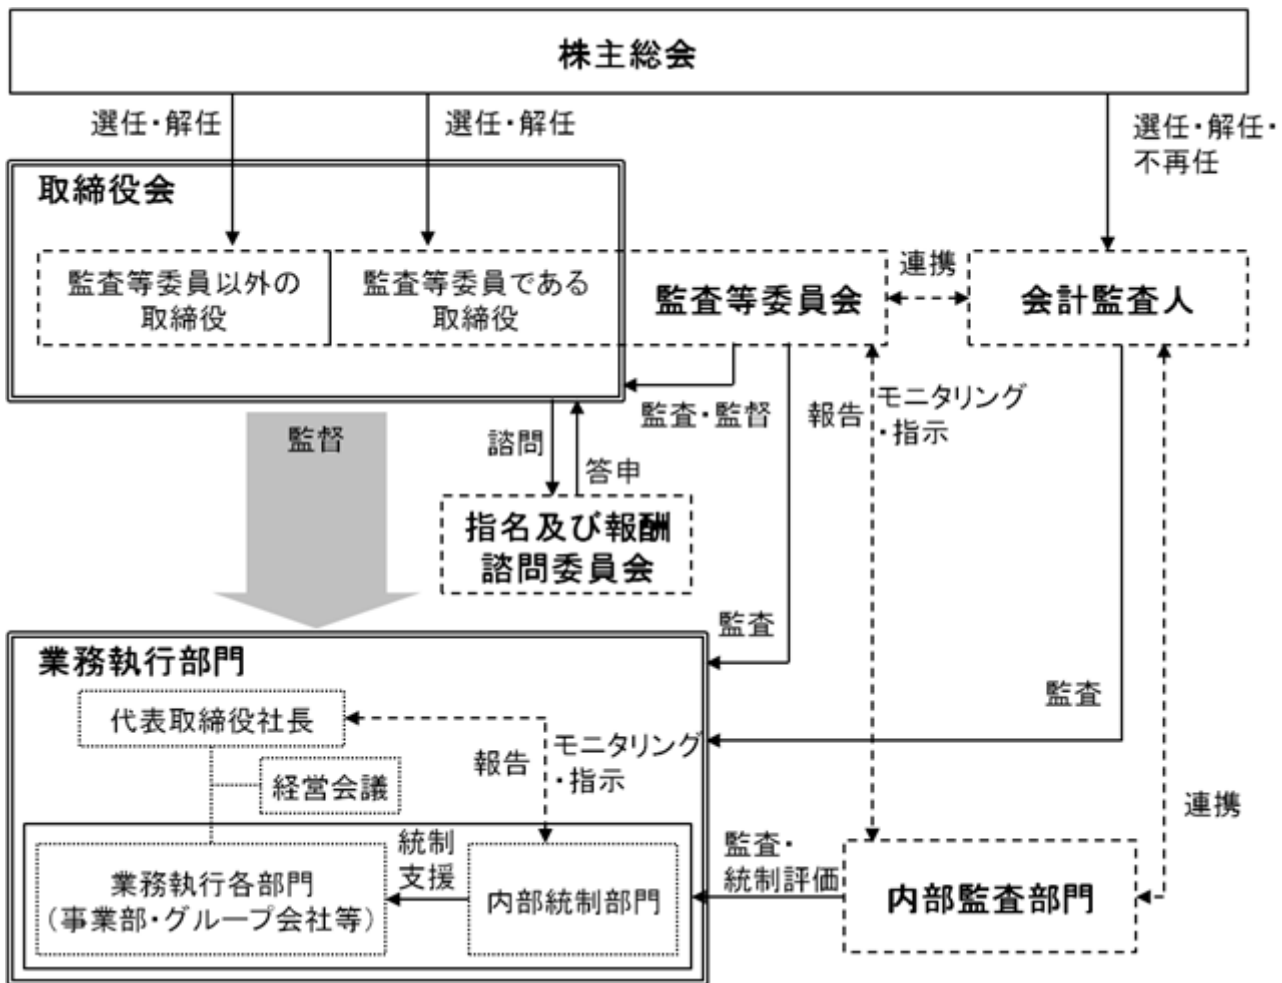 株主総会
選任・解任
選任・解任
選任・解任・
不再任
取締役会
監査等委員以外の
取締役
監査等委員である
取締役
監査等委員会
連携
会計監査人
監査・監督
報告
モニタリング
・指示
監督
諮問
答申
指名及び報酬
諮問委員会
監査
業務執行部門
監査
代表取締役社長
報告
モニタリング
・指示
経営会議
連携
統制
支援
監査・
統制評価
業務執行各部門
（事業部・グループ会社等）
内部統制部門
内部監査部門